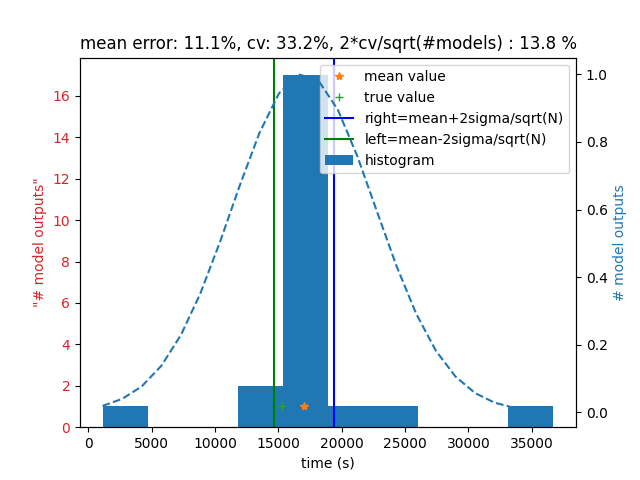 mean error: 11.1%, cv: 33.2%, 2*cv/sqrt(#models) : 13.8 %
mean value
true value
right=mean+2sigma/sqrt(N)
left=mean-2sigma/sqrt(N)
histogram
"# model outputs"
16
14
12
10
8
6
4
2
0
1.0
0.8
0.6
0.4
0.2
0.0
# model outputs
0
5000
10000
15000
20000
25000
30000
35000
time (s)